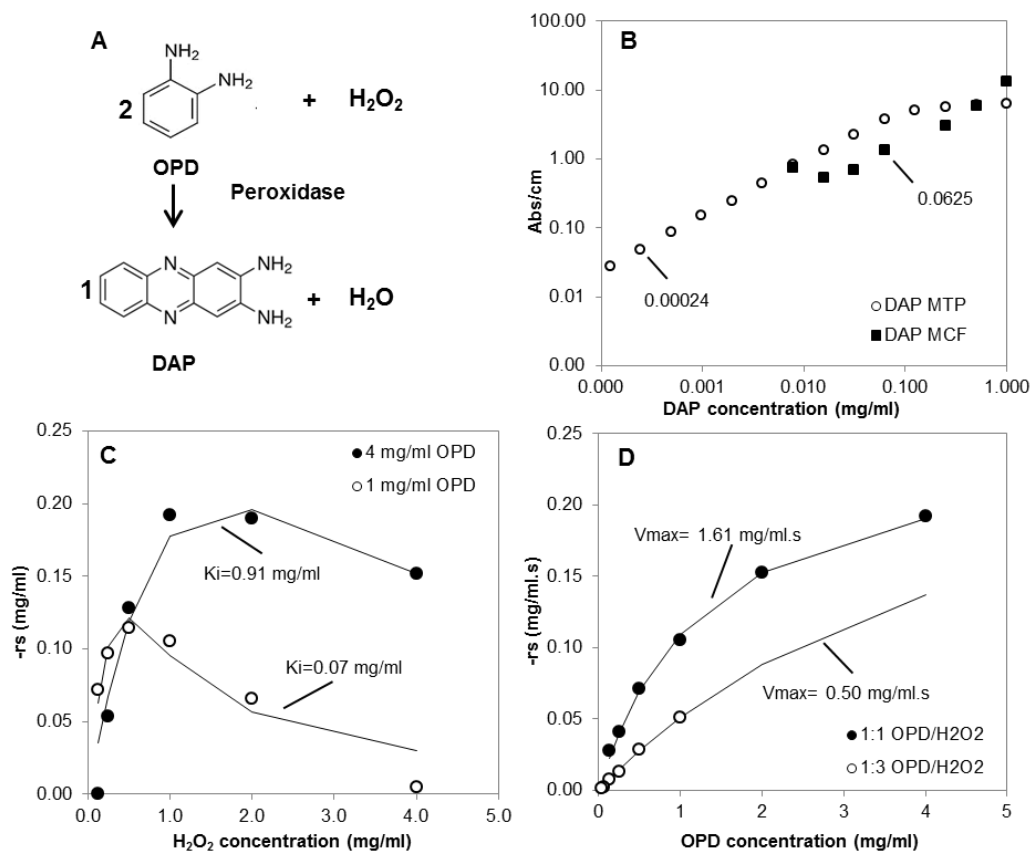 A
NH₂
NH₂
2
+ H₂O₂
OPD
Peroxidase
N
NH₂
1
+ H₂O
N
NH₂
DAP
B
100.00
10.00
1.00
0.10
0.01
0.00
Abs/cm
0.0625
0.00024
DAP MTP
DAP MCF
0.000 0.001 0.010 0.100 1.000
DAP concentration (mg/ml)
C
0.25
0.20
0.15
0.10
0.05
0.00
-rs (mg/ml)
4 mg/ml OPD
1 mg/ml OPD
Ki=0.91 mg/ml
Ki=0.07 mg/ml
0.0 1.0 2.0 3.0 4.0 5.0
H₂O₂ concentration (mg/ml)
D
0.25
0.20
0.15
0.10
0.05
0.00
-rs (mg/ml.s)
Vmax= 1.61 mg/ml.s
Vmax= 0.50 mg/ml.s
1:1 OPD/H2O2
1:3 OPD/H2O2
0 1 2 3 4 5
OPD concentration (mg/ml)